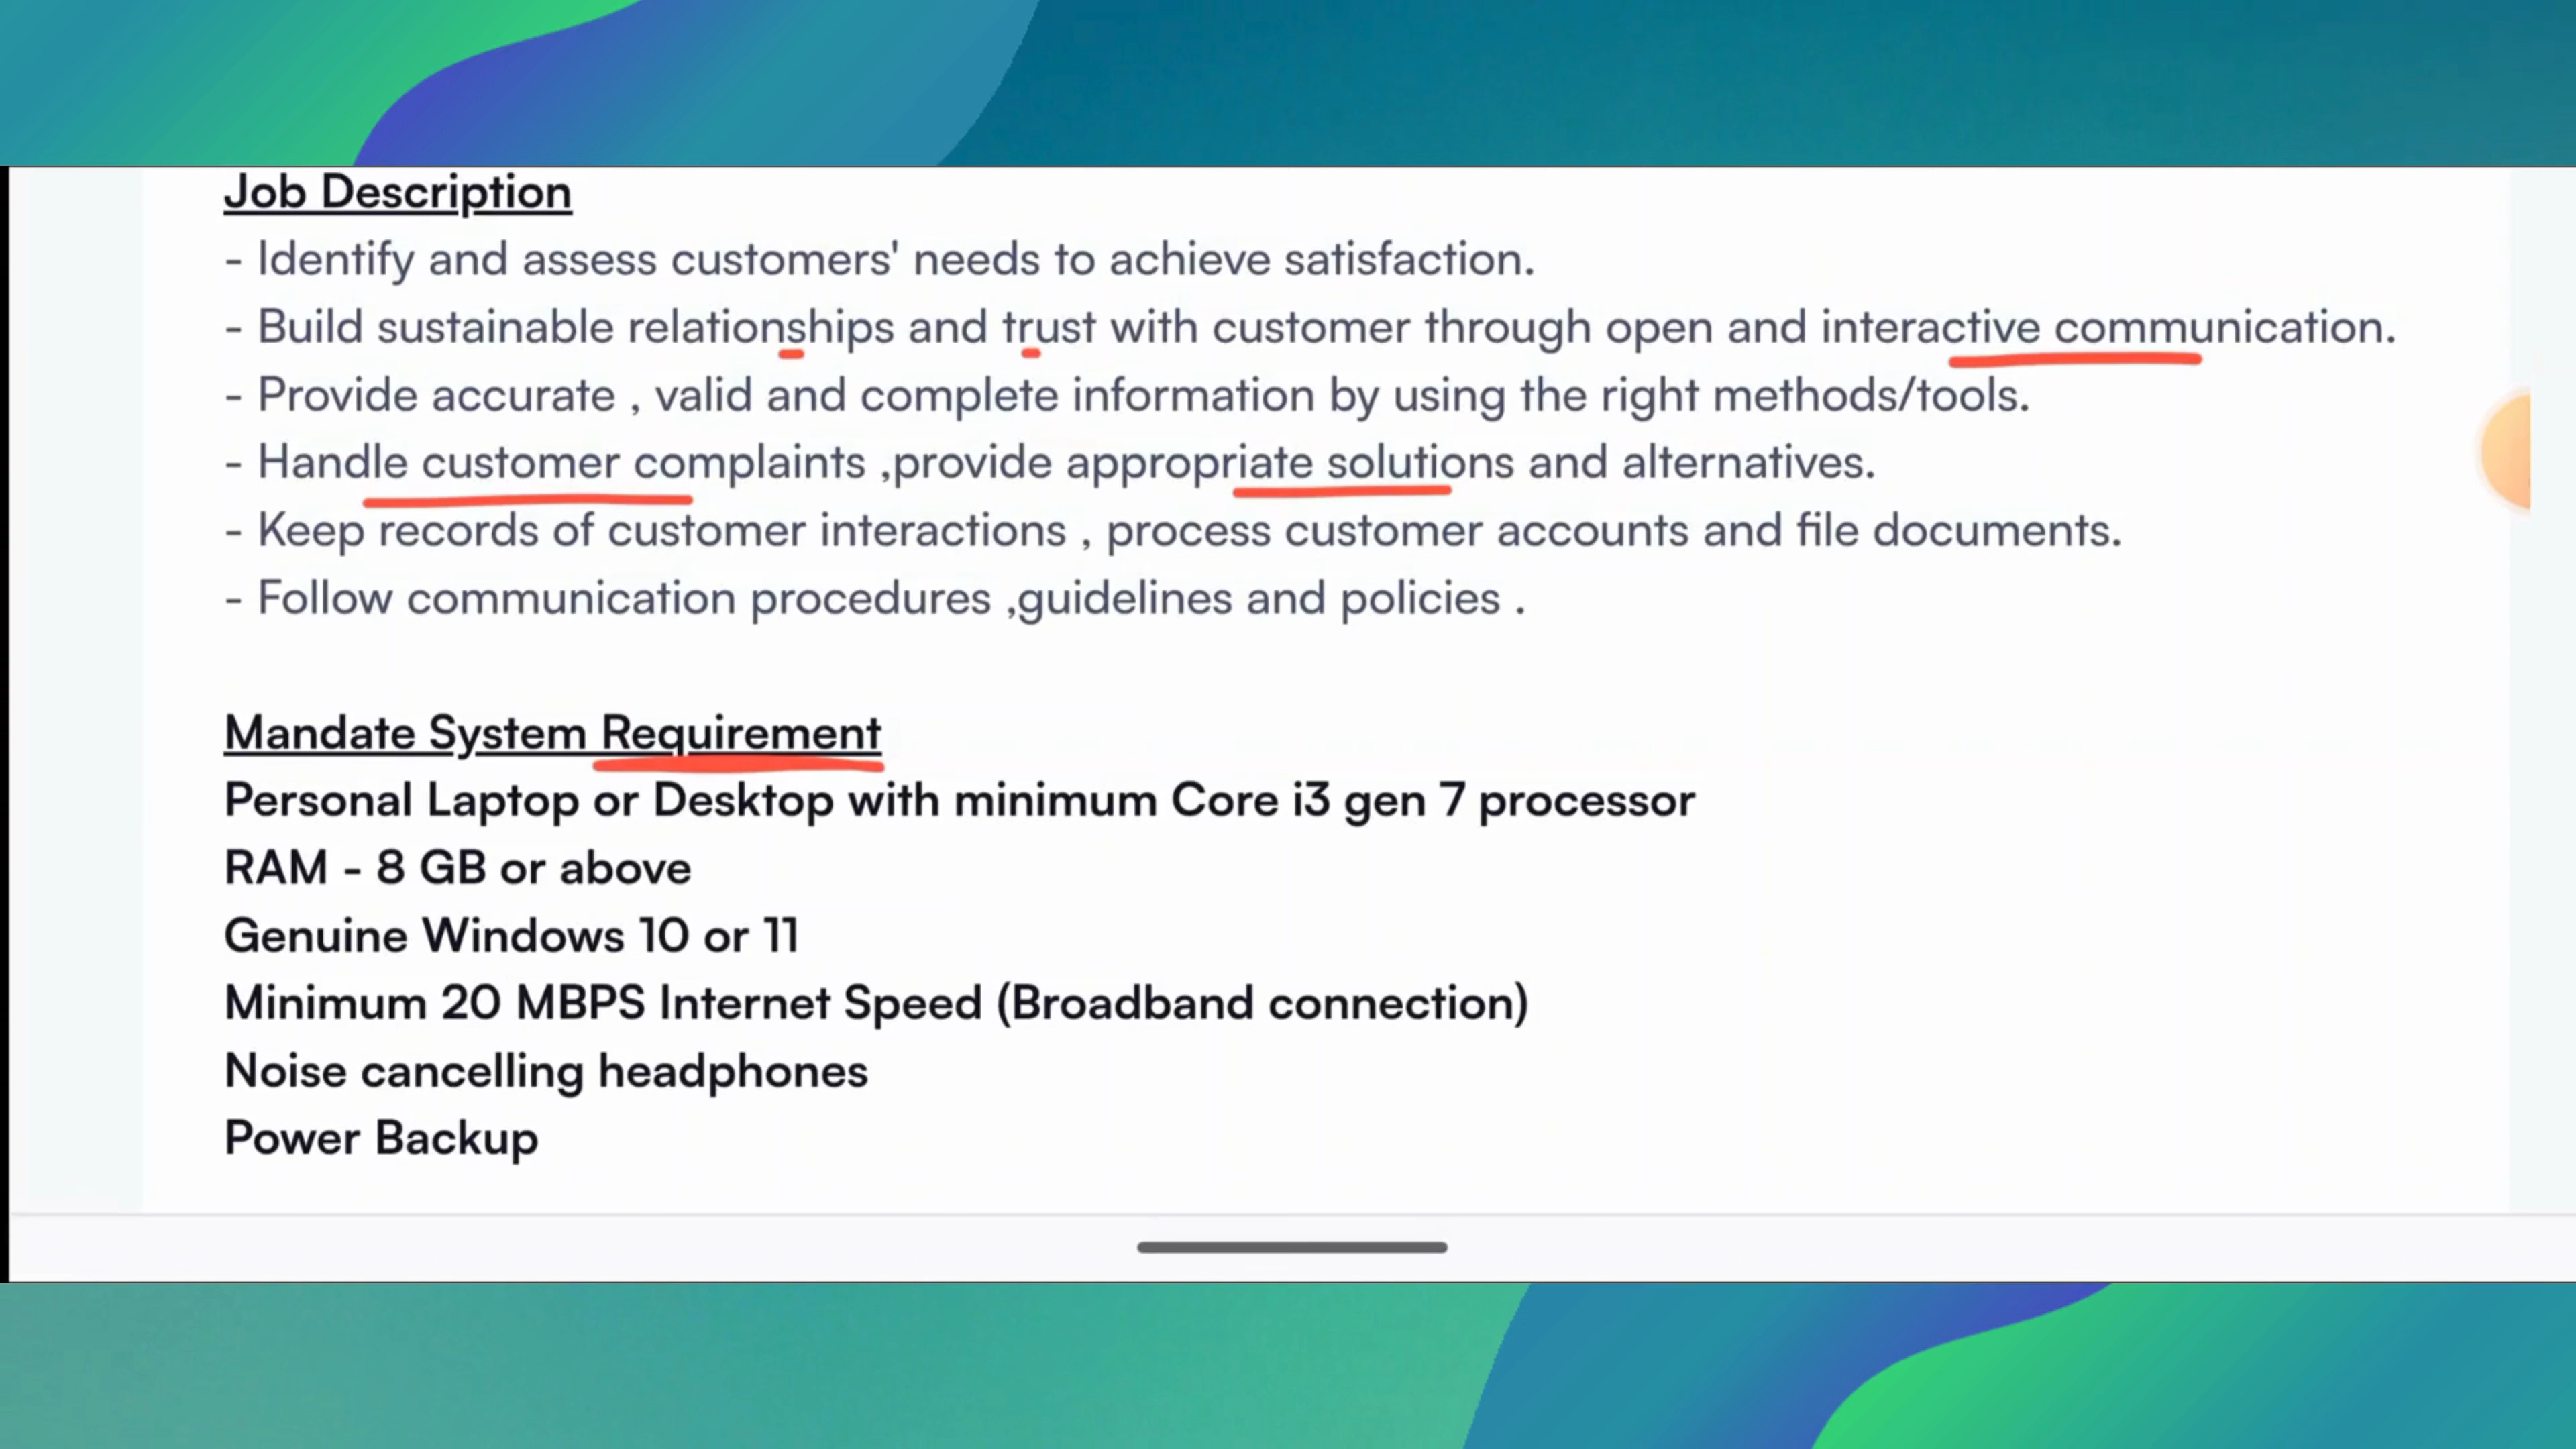 Job Description
- Identify and assess customers' needs to achieve satisfaction.
- Build sustainable relationships and trust with customer through open and interactive communication.
- Provide accurate , valid and complete information by using the right methods/tools.
- Handle customer complaints ,provide appropriate solutions and alternatives.
- Keep records of customer interactions , process customer accounts and file documents.
- Follow communication procedures ,guidelines and policies .
Mandate System Requirement
Personal Laptop or Desktop with minimum Core i3 gen 7 processor
RAM - 8 GB or above
Genuine Windows 10 or 11
Minimum 20 MBPS Internet Speed (Broadband connection)
Noise cancelling headphones
Power Backup